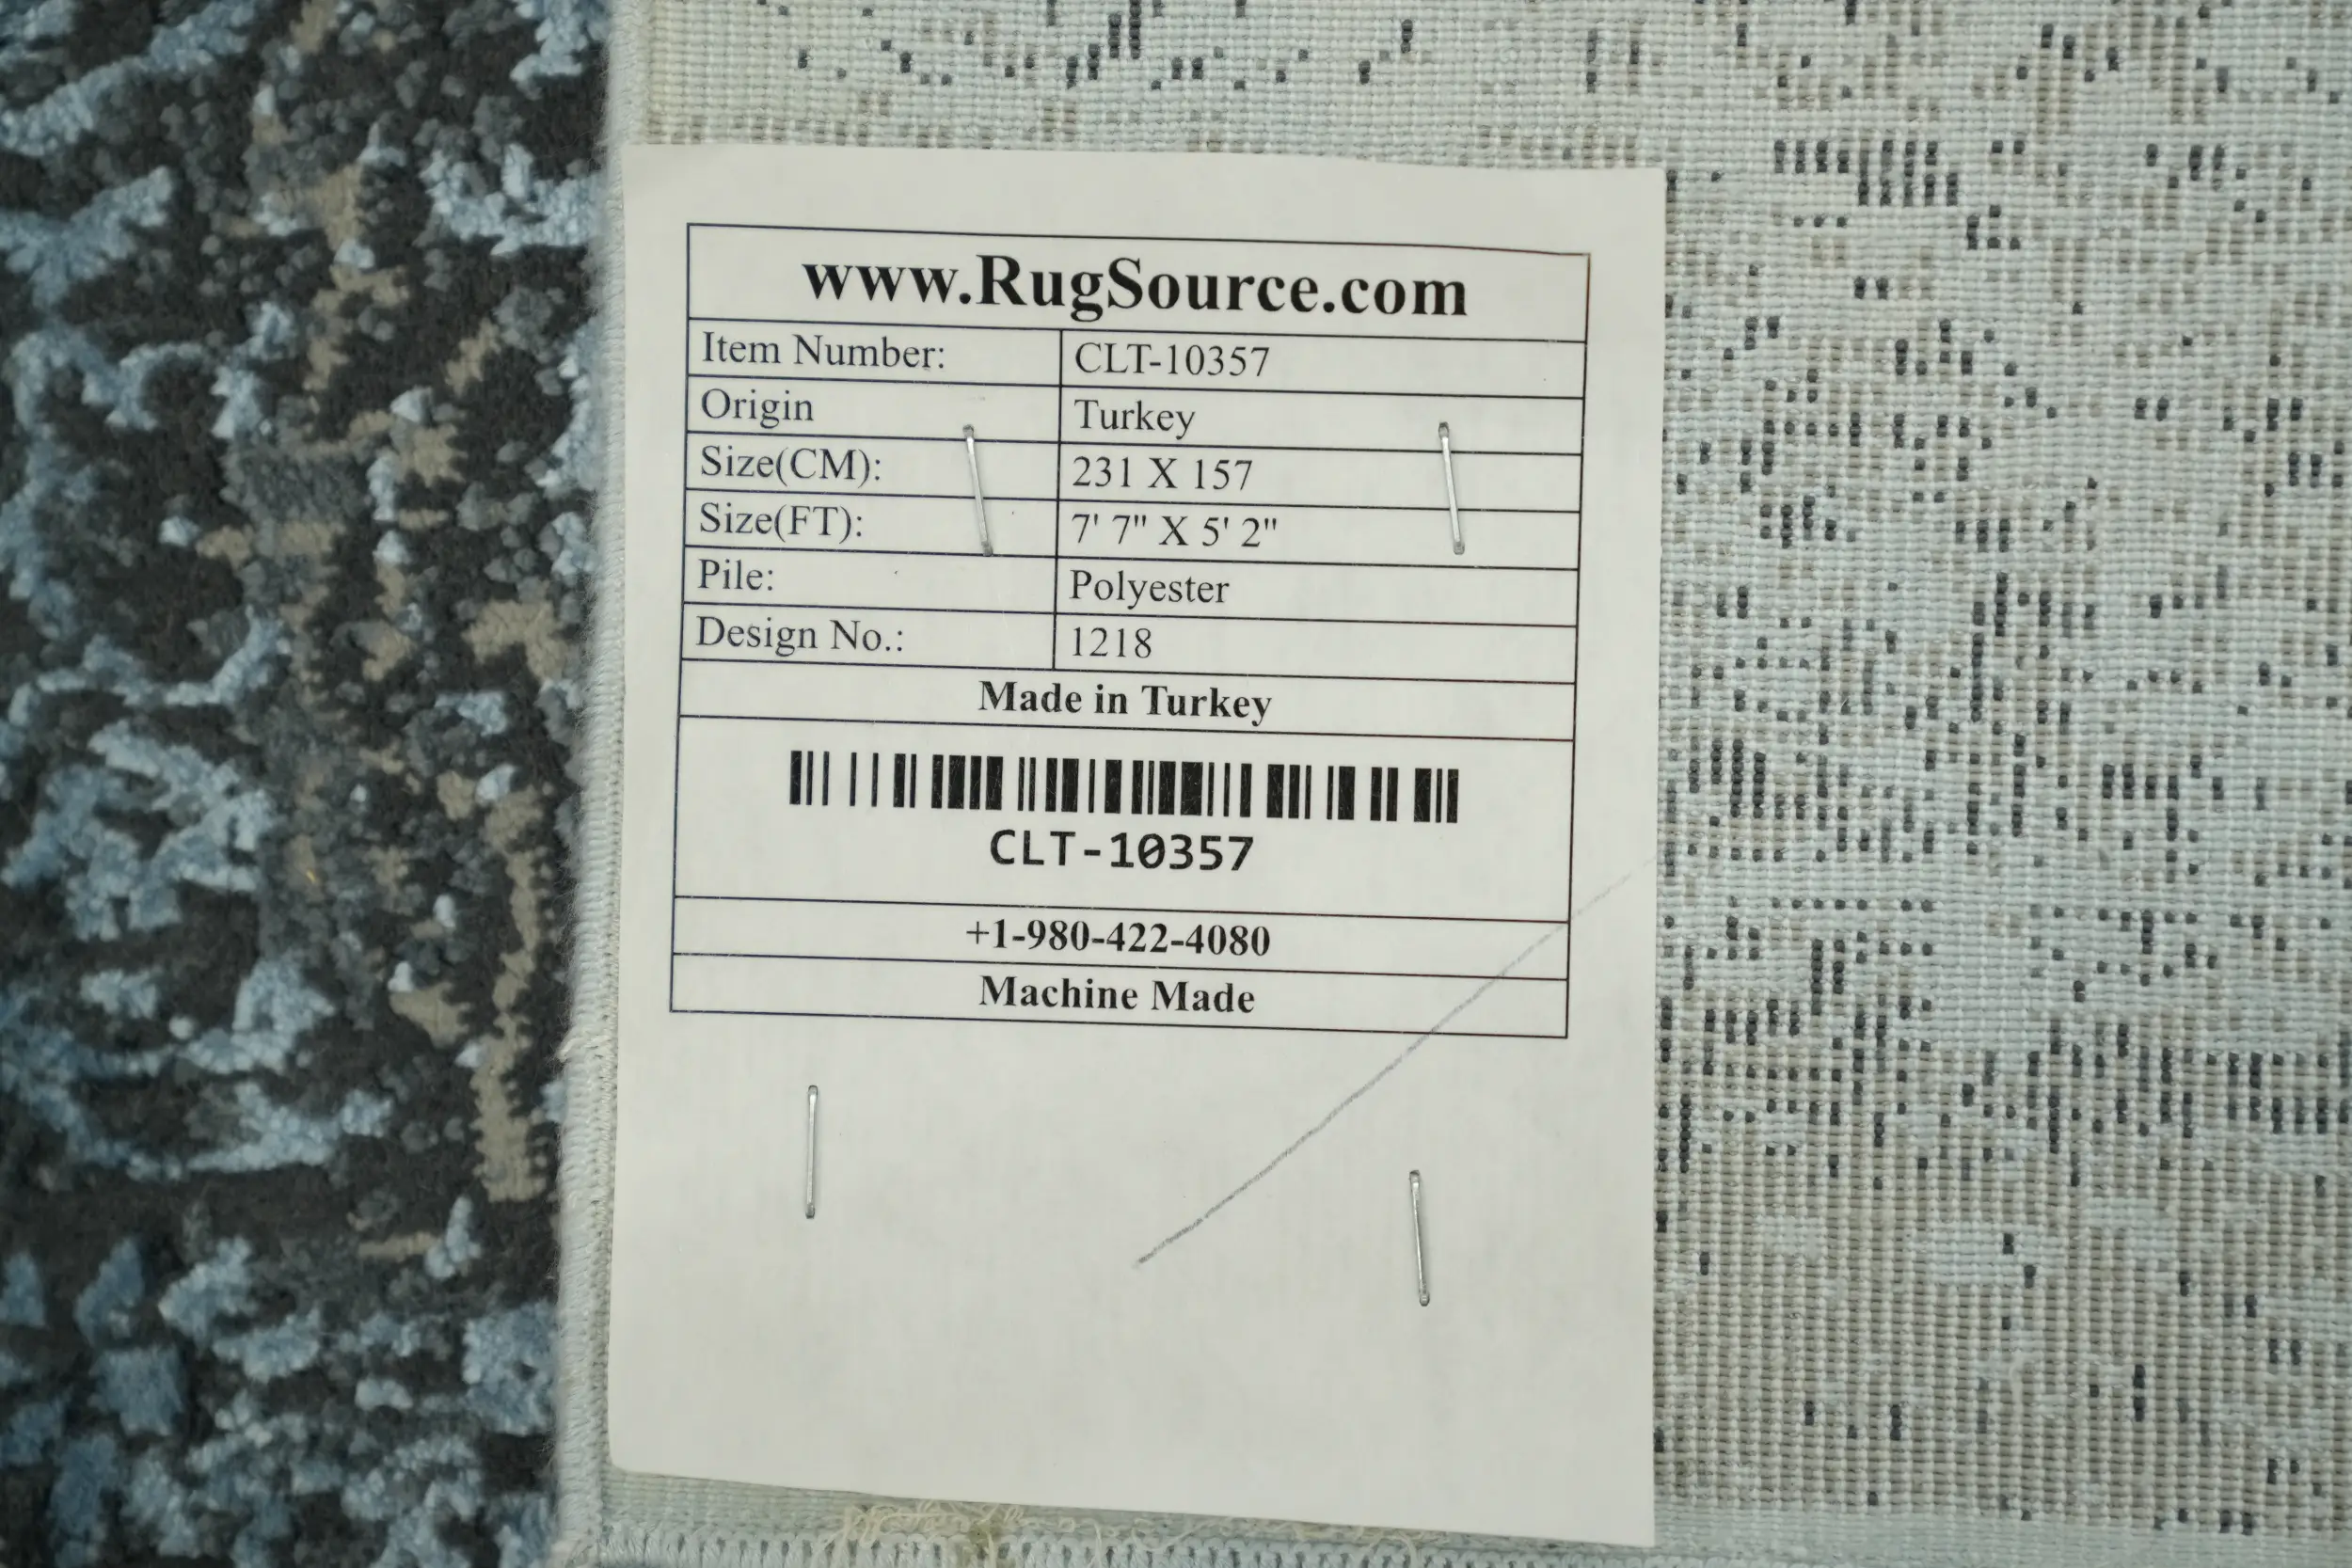 www.RugSource.com
Item Number: CLT-10357
Origin Turkey
Size(CM): 231 X 157
Size(FT): 7' 7" X 5' 2"
Pile: Polyester
Design No.: 1218
Made in Turkey
CLT-10357
+1-980-422-4080
Machine Made